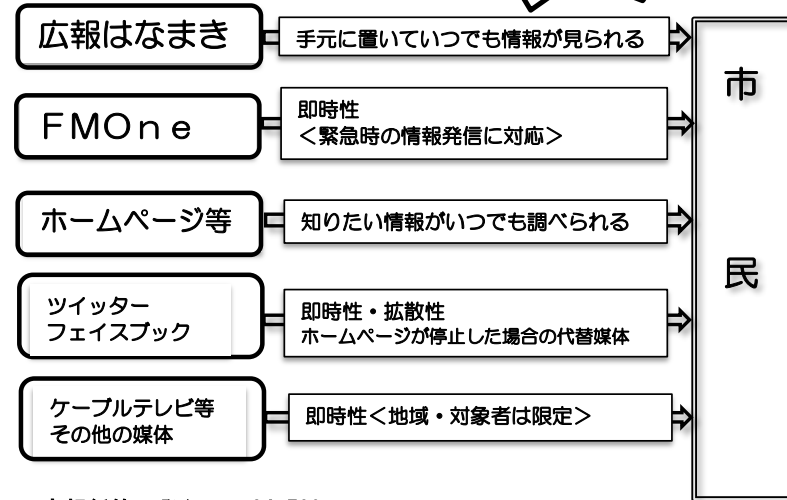 広報はなまき
手元に置いていつでも情報が見られる
FMOne
即時性
<緊急時の情報発信に対応>
ホームページ等
知りたい情報がいつでも調べられる
ツイッター
フェイスブック
即時性・拡散性
ホームページが停止した場合の代替媒体
ケーブルテレビ等
その他の媒体
即時性<地域・対象者は限定>
市
民